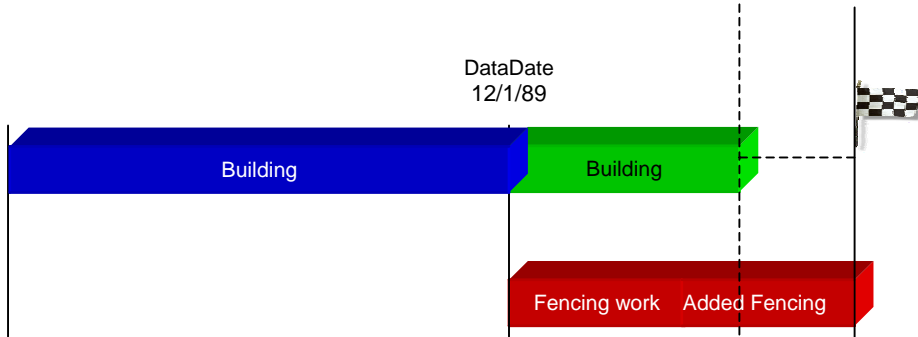 DataDate
12/1/89
Building
Building
Fencing work Added Fencing